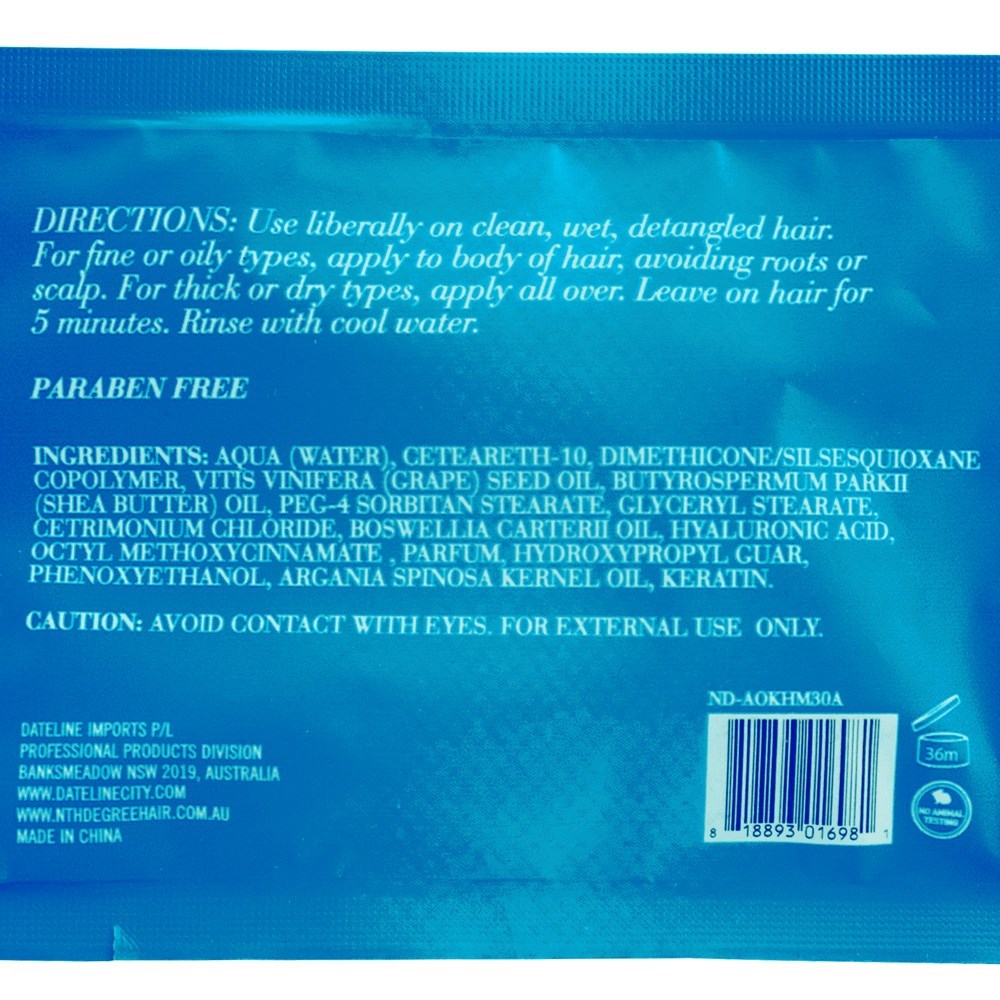 DIRECTIONS: Use liberally on clean, wet, detangled hair.
For fine or oily types, apply to body of hair, avoiding roots or
scalp. For thick or dry types, apply all over. Leave on hair for
5 minutes. Rinse with cool water.
PARABEN FREE
INGREDIENTS: AQUA (WATER), CETEARETH-10, DIMETHICONE/SILSESQUIOXANE
COPOLYMER, VITIS VINIFERA (GRAPE) SEED OIL, BUTYROSPERMUM PARKII
(SHEA BUTTER) OIL, PEG-4 SORBITAN STEARATE, GLYCERYL STEARATE,
CETRIMONIUM CHLORIDE, BOSWELLIA CARTERII OIL, HYALURONIC ACID,
OCTYL METHOXYCINNAMATE , PARFUM, HYDROXYPROPYL GUAR,
PHENOXYETHANOL, ARGANIA SPINOSA KERNEL OIL, KERATIN.
CAUTION: AVOID CONTACT WITH EYES. FOR EXTERNAL USE ONLY.
DATELINE IMPORTS P/L
PROFESSIONAL PRODUCTS DIVISION
BANKSMEADOW NSW 2019, AUSTRALIA
WWW.DATELINECITY.COM
WWW.NTHDEGREEHAIR.COM.AU
MADE IN CHINA
ND-AOKHM30A
8 18893 01698 1
36m
NO ANIMAL
TESTING